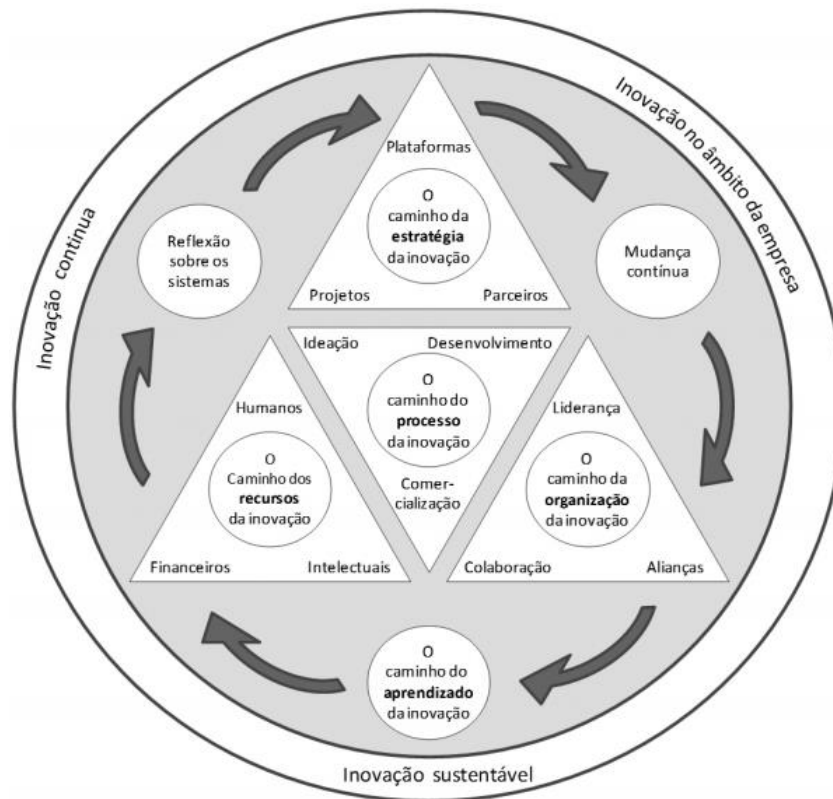 Inovação contínua
Inovação no âmbito da empresa
Plataformas
O
caminho da
estratégia
da inovação
Projetos
Parceiros
Reflexão
sobre os
sistemas
Mudança
contínua
Ideação
Desenvolvimento
O
caminho do
processo
da inovação
Comer-
cialização
Humanos
O
Caminho dos
recursos
da inovação
Financeiros
Intelectuais
Liderança
O
caminho da
organização
da inovação
Colaboração
Alianças
O
caminho do
aprendizado
da inovação
Inovação sustentável